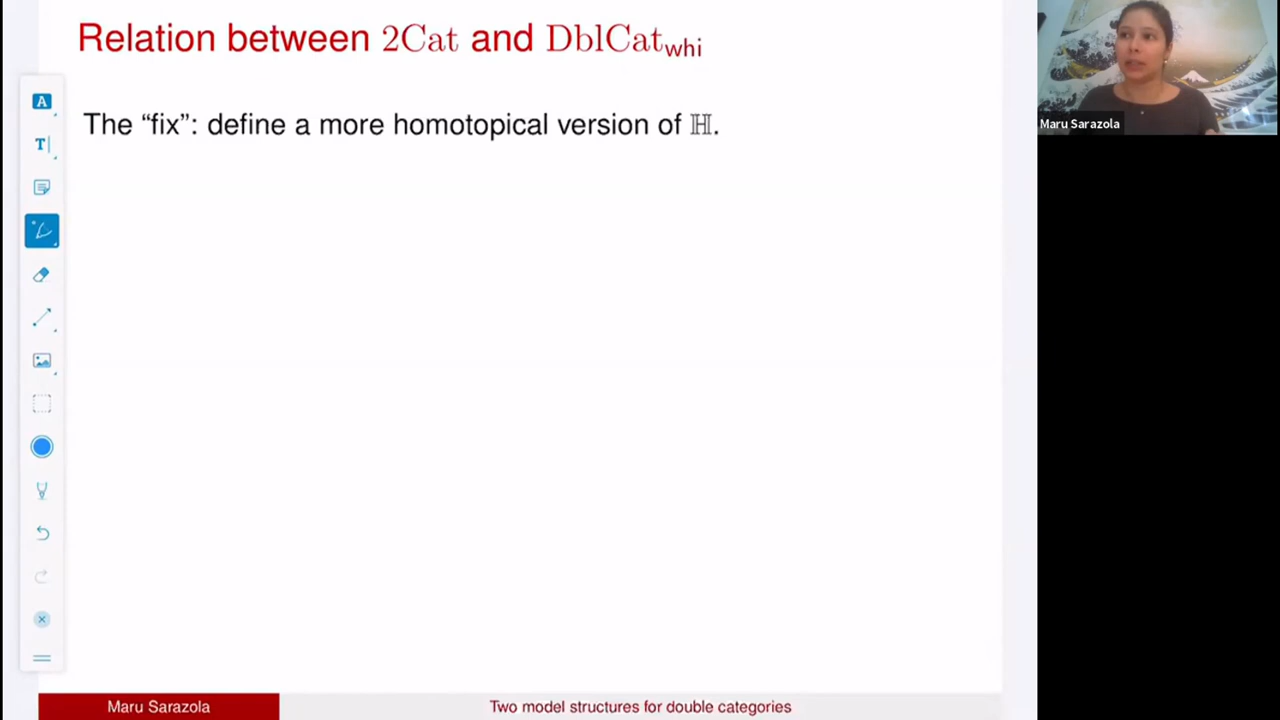 Relation between 2Cat and DblCat_whi
The “fix”: define a more homotopical version of ℍ.
Maru Sarazola
A
T
Maru Sarazola
Two model structures for double categories